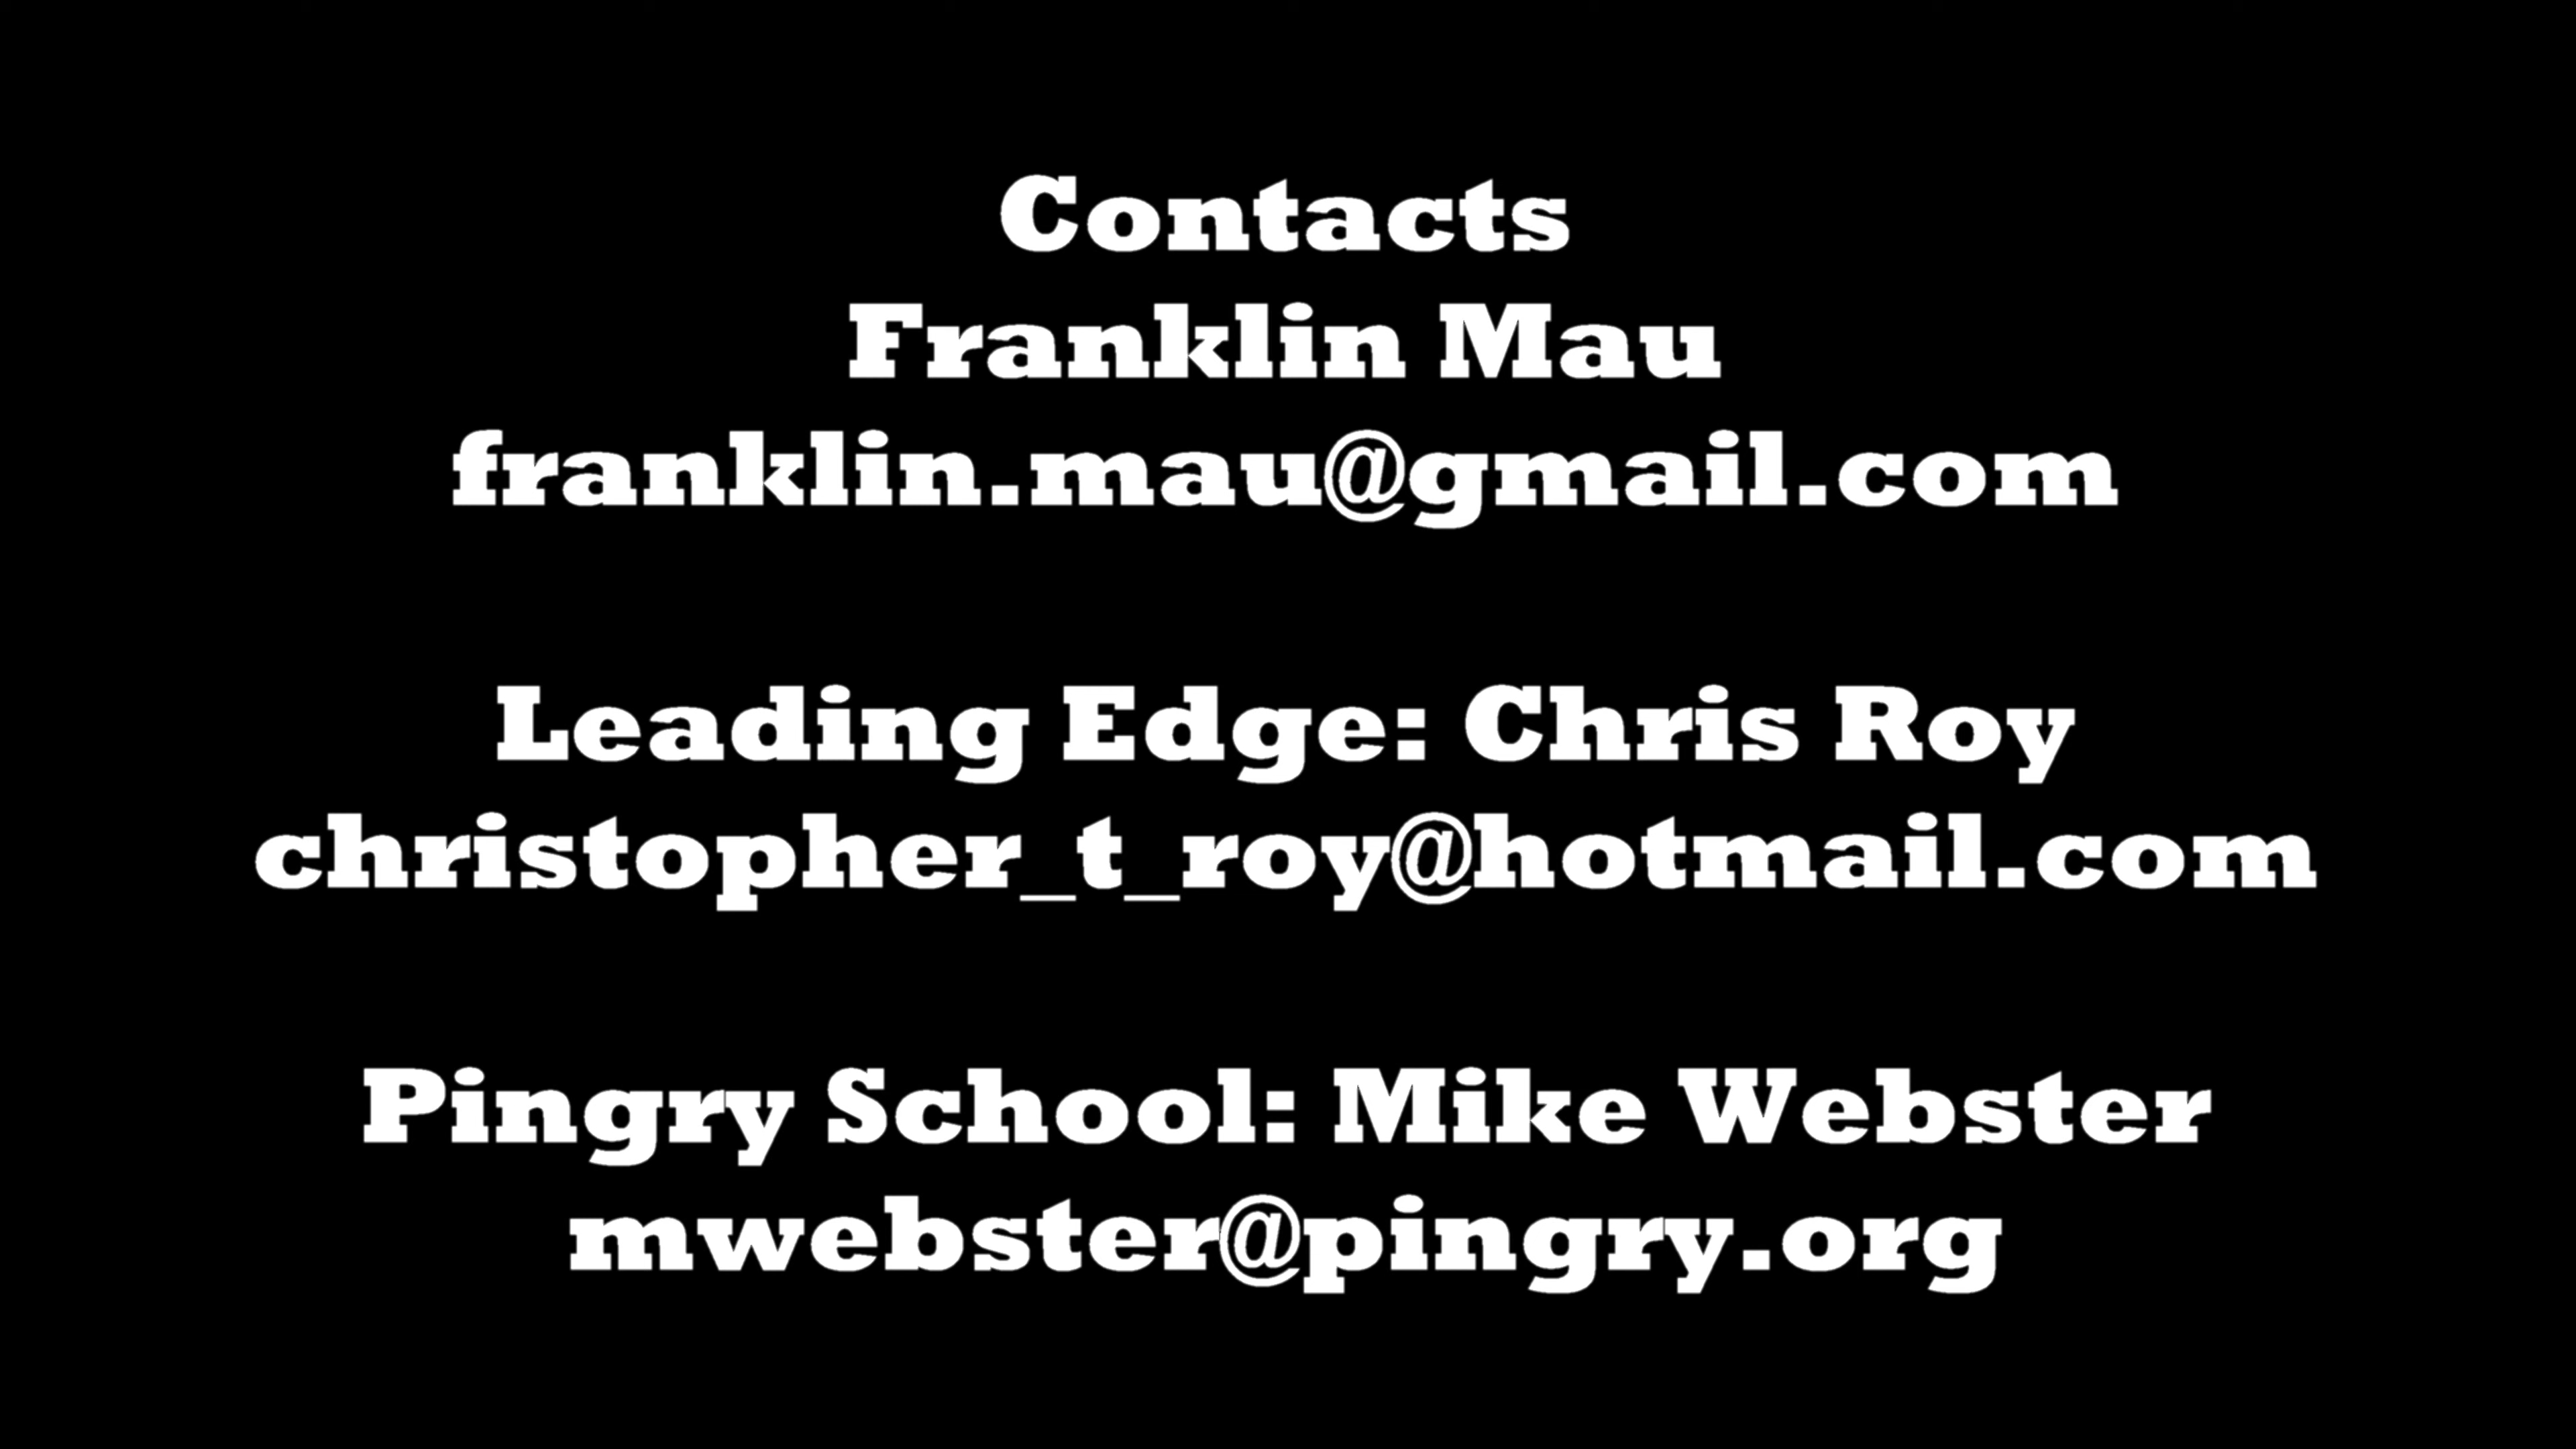 Contacts
Franklin Mau
franklin.mau@gmail.com
Leading Edge: Chris Roy
christopher_t_roy@hotmail.com
Pingry School: Mike Webster
mwebster@pingry.org